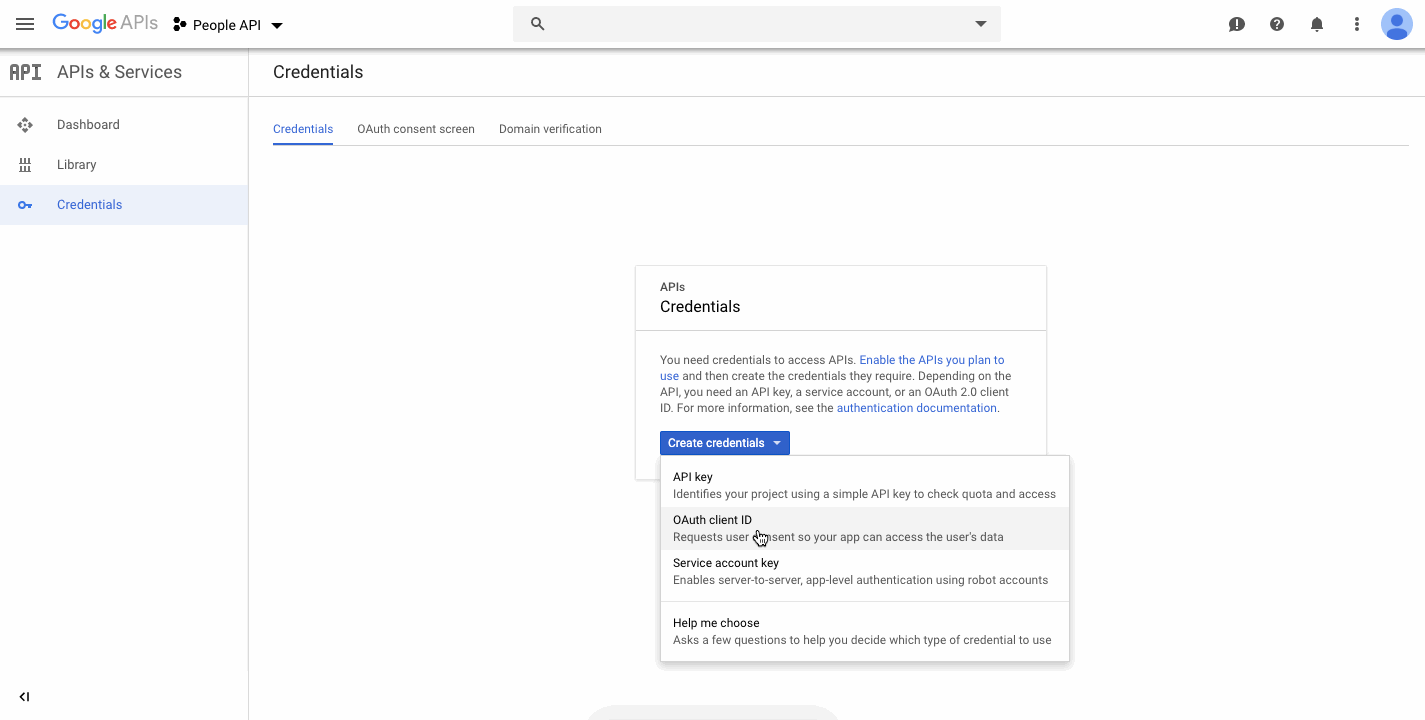 Google APIs
People API
API APIs & Services
Credentials
Dashboard
Library
Credentials
Credentials
OAuth consent screen
Domain verification
APIs
Credentials
You need credentials to access APIs. Enable the APIs you plan to
use and then create the credentials they require. Depending on the
API, you need an API key, a service account, or an OAuth 2.0 client
ID. For more information, see the authentication documentation.
Create credentials
API key
Identifies your project using a simple API key to check quota and access
OAuth client ID
Requests user sent so your app can access the user's data
Service account key
Enables server-to-server, app-level authentication using robot accounts
Help me choose
Asks a few questions to help you decide which type of credential to use